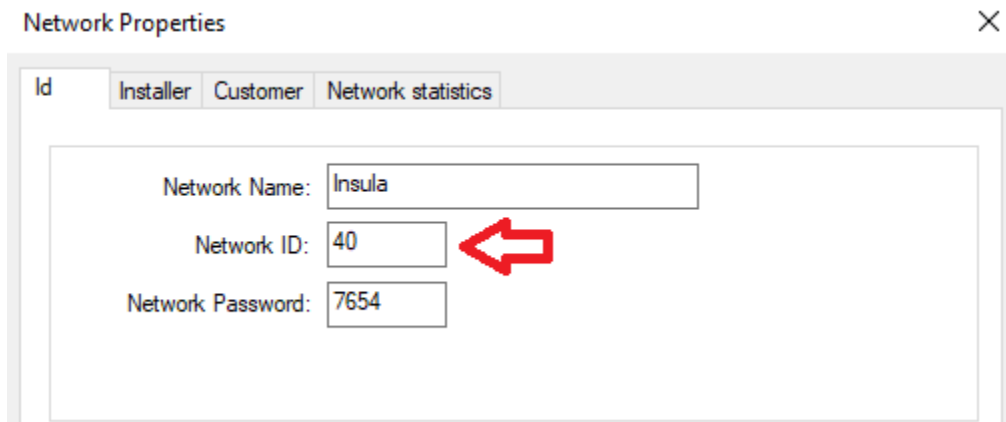 Network Properties
Id Installer Customer Network statistics
Network Name: Insula
Network ID: 40
Network Password: 7654